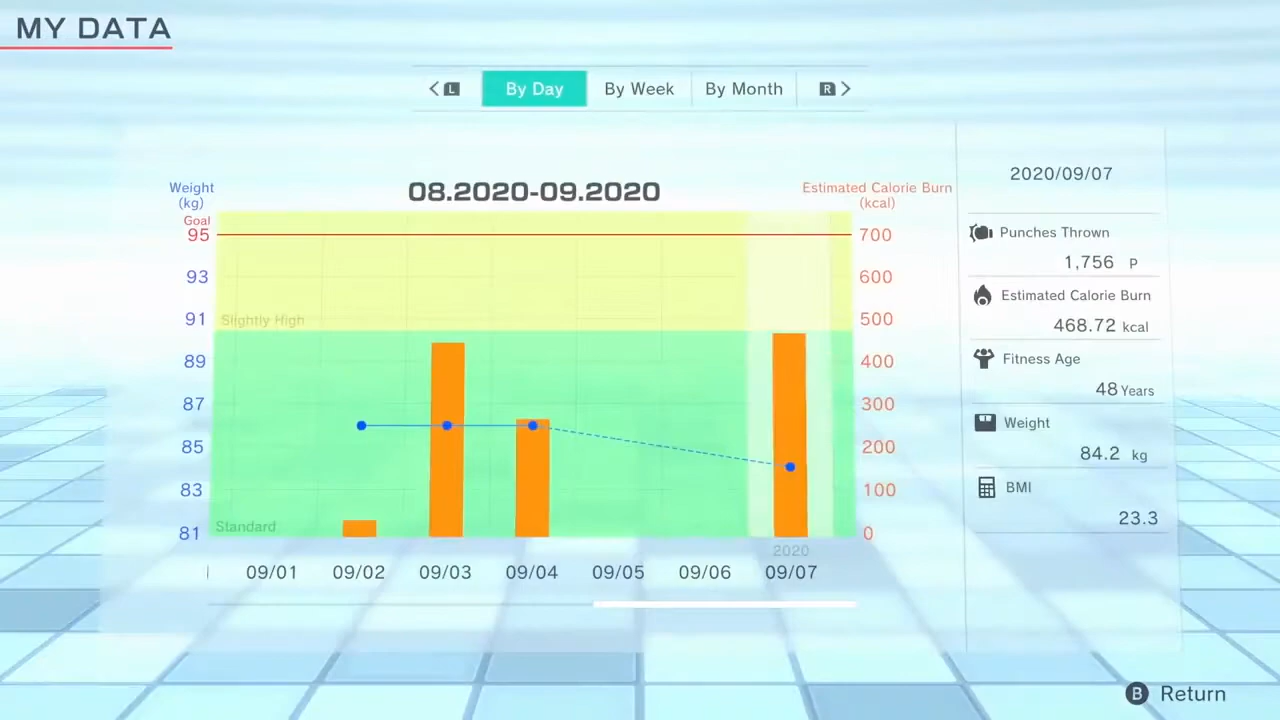 MY DATA
L By Day By Week By Month R
08.2020-09.2020
Weight
(kg)
Goal
95
93
91
89
87
85
83
81
Estimated Calorie Burn
(kcal)
700
600
500
400
300
200
100
0
Slightly High
Standard
2020
09/01 09/02 09/03 09/04 09/05 09/06 09/07
2020/09/07
Punches Thrown
1,756 P
Estimated Calorie Burn
468.72 kcal
Fitness Age
48 Years
Weight
84.2 kg
BMI
23.3
B Return